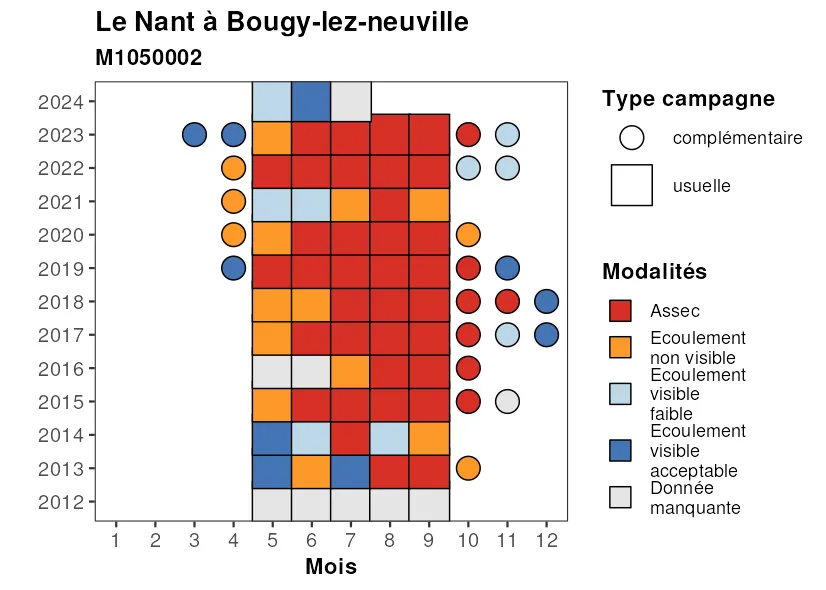 Le Nant à Bougy-lez-neuville
M1050002
2024
2023
2022
2021
2020
2019
2018
2017
2016
2015
2014
2013
2012
1 2 3 4 5 6 7 8 9 10 11 12
Mois
Type campagne
complémentaire
usuelle
Modalités
Assec
Ecoulement
non visible
Ecoulement
visible
faible
Ecoulement
visible
acceptable
Donnée
manquante